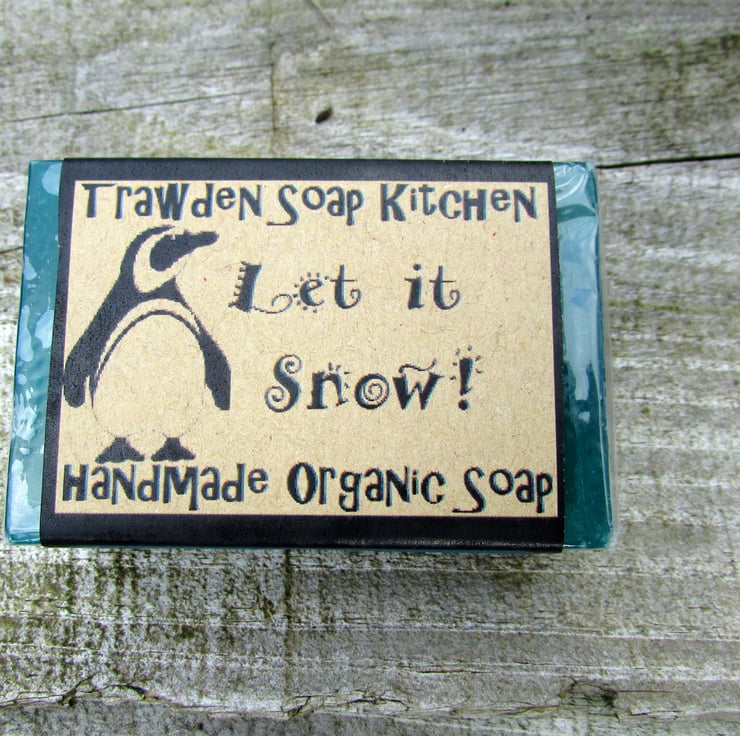 Trawden Soap Kitchen
Let it
Snow!
Handmade Organic Soap